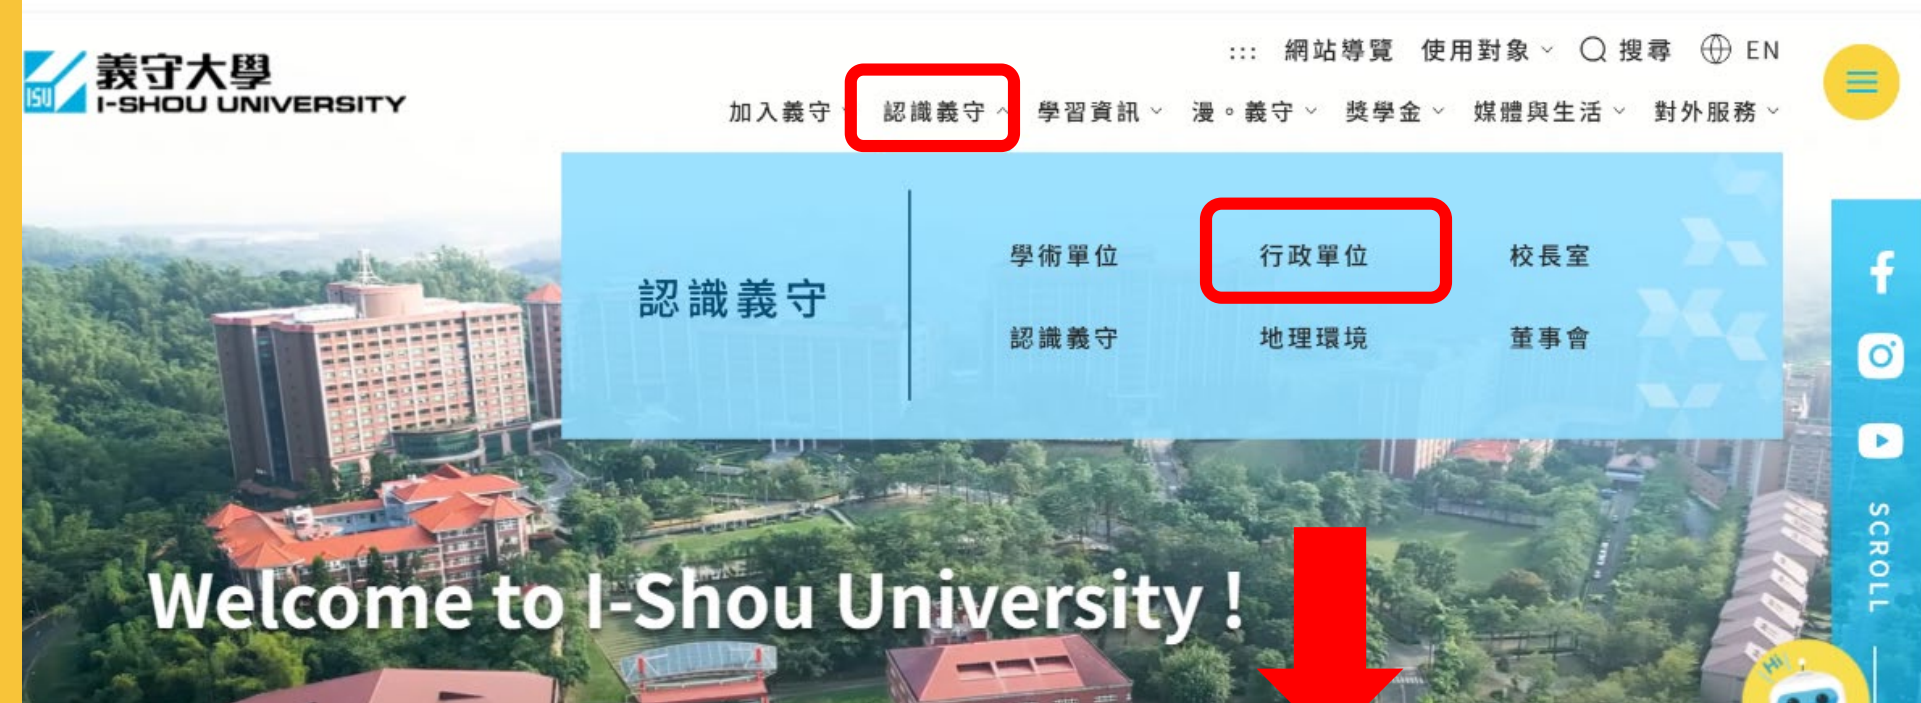 義守大學
I-SHOU UNIVERSITY
ISU
::: 網站導覽 使用對象 搜尋 EN
加入義守 認識義守 學習資訊 漫。義守 獎學金 媒體與生活 對外服務
認識義守
學術單位 行政單位 校長室
認識義守 地理環境 董事會
Welcome to I-Shou University !
SCROLL
Hi